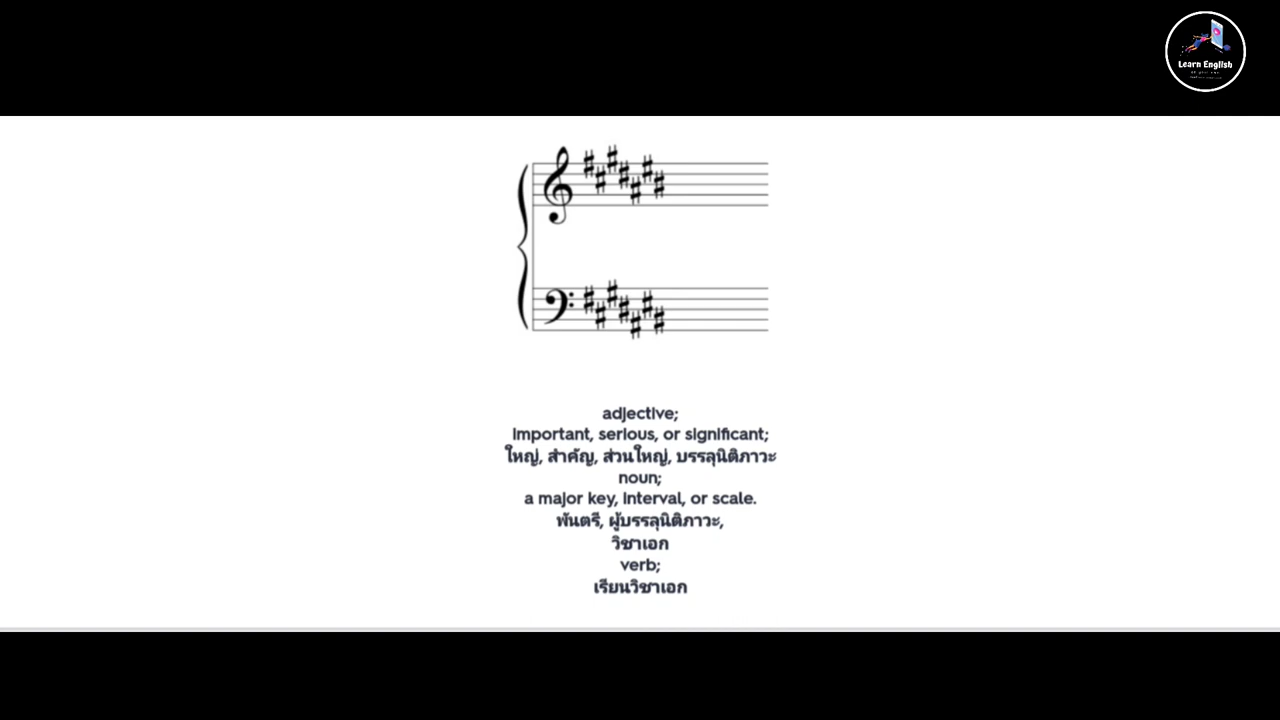 Learn English
adjective;
important, serious, or significant;
ใหญ่, สำคัญ, ส่วนใหญ่, บรรลุนิติภาวะ
noun;
a major key, interval, or scale.
พันตรี, ผู้บรรลุนิติภาวะ,
วิชาเอก
verb;
เรียนวิชาเอก